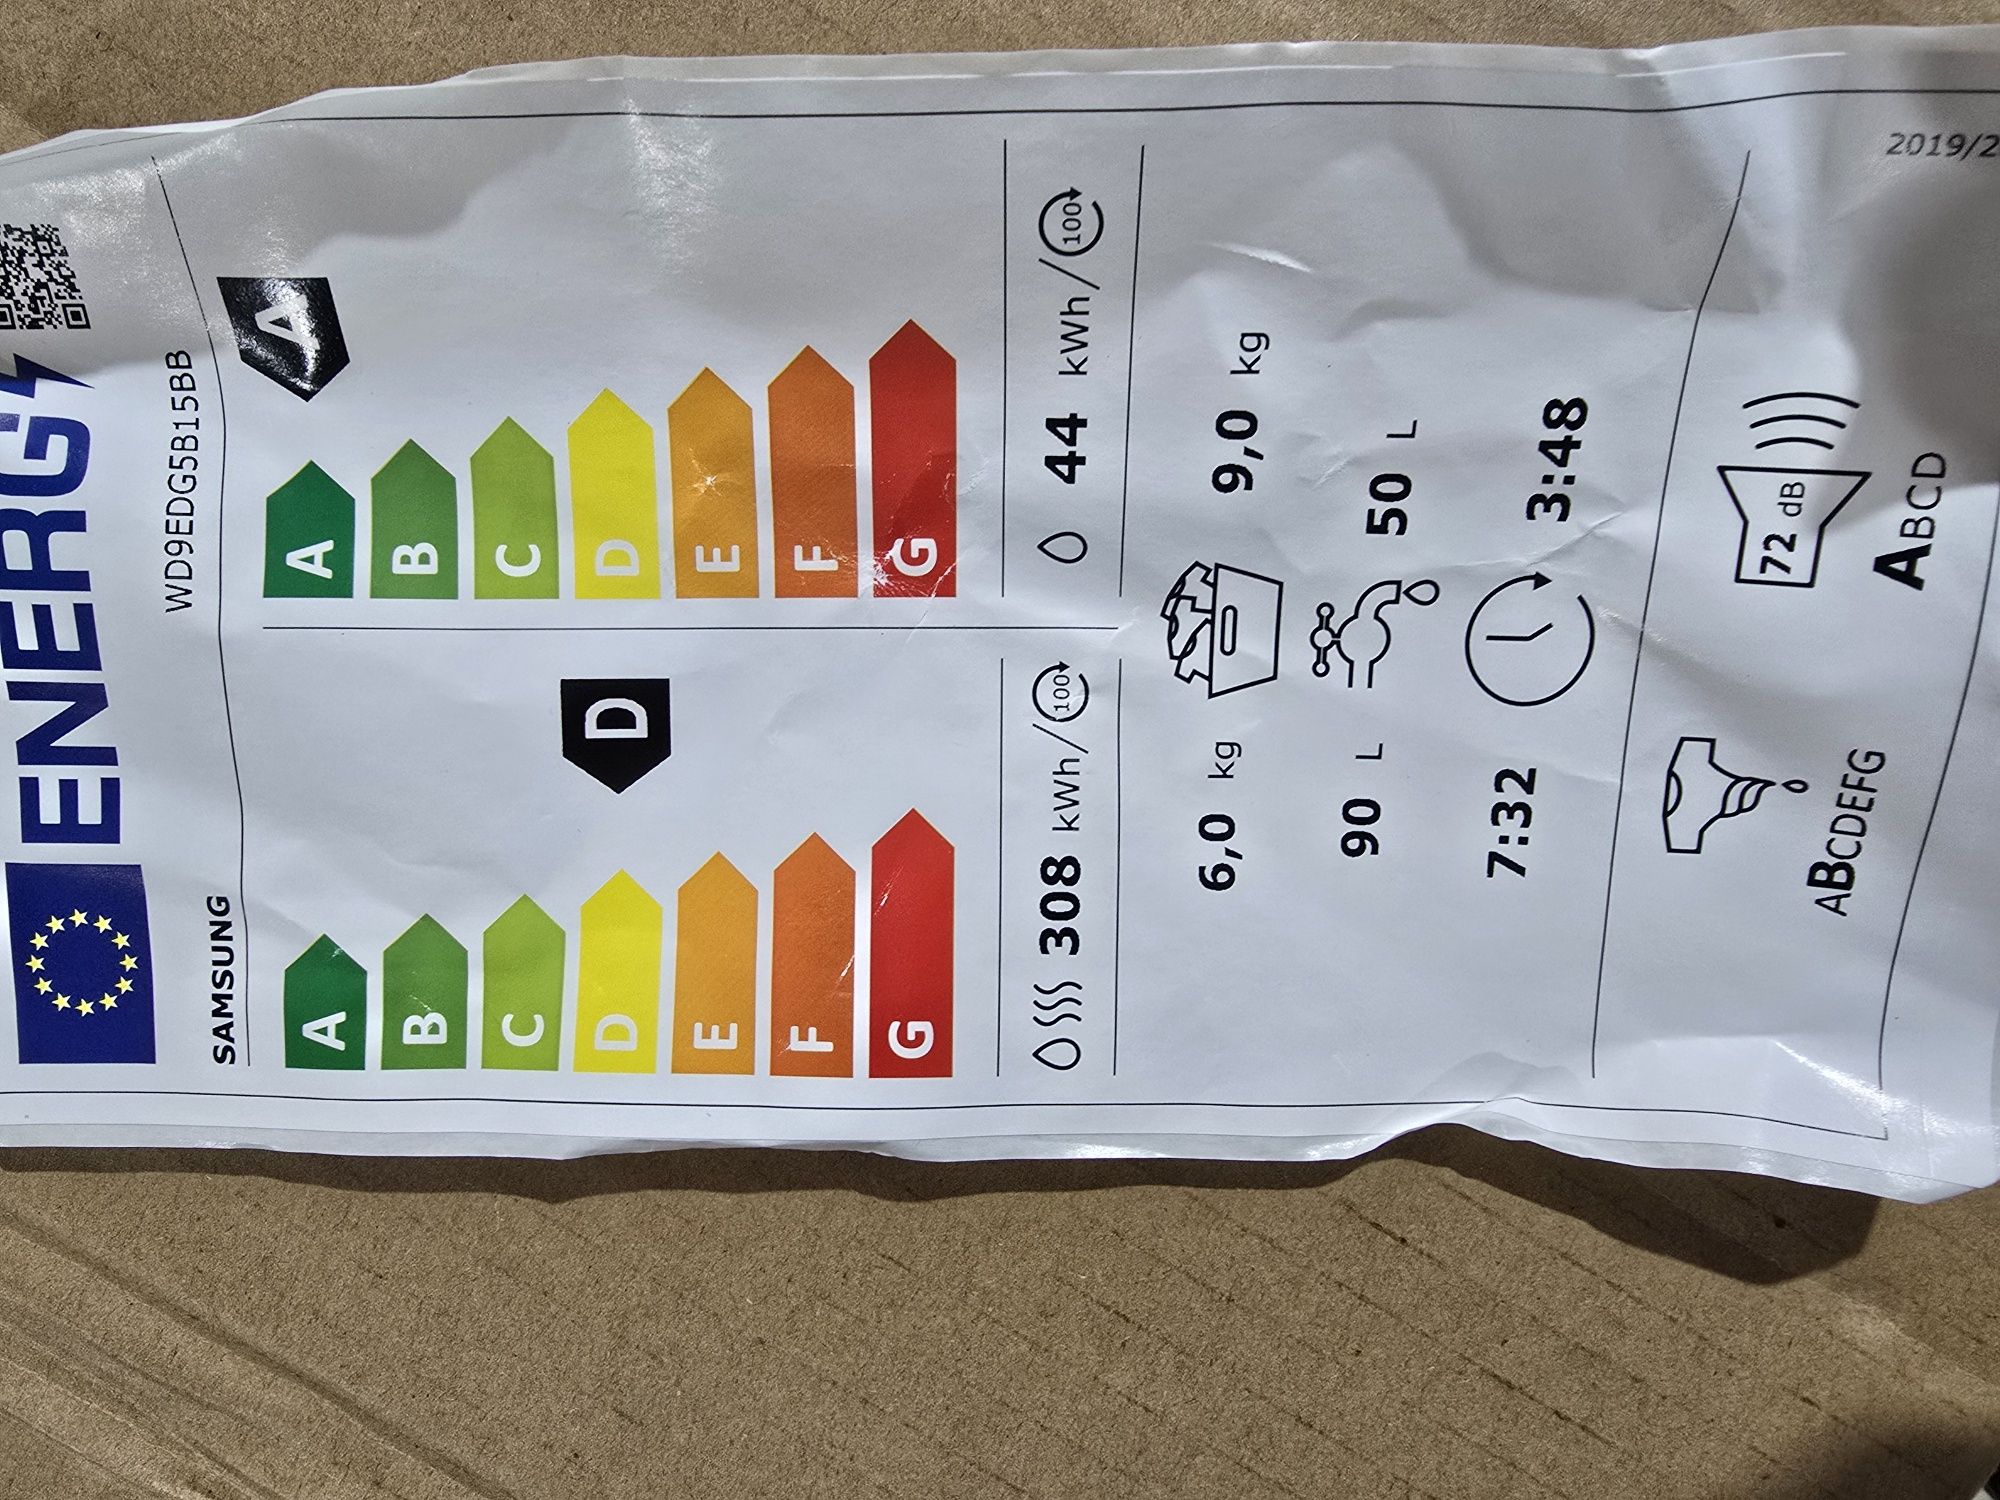 ENERG
SAMSUNG
WD9EDG5B15BB
A
B
C
D
E
F
G
D
A
B
C
D
E
F
G
A
308 kWh/100
44 kWh/100
6,0 kg
9,0 kg
90 L
50 L
7:32
3:48
ABCDEFG
72 dB
ABCD
2019/2